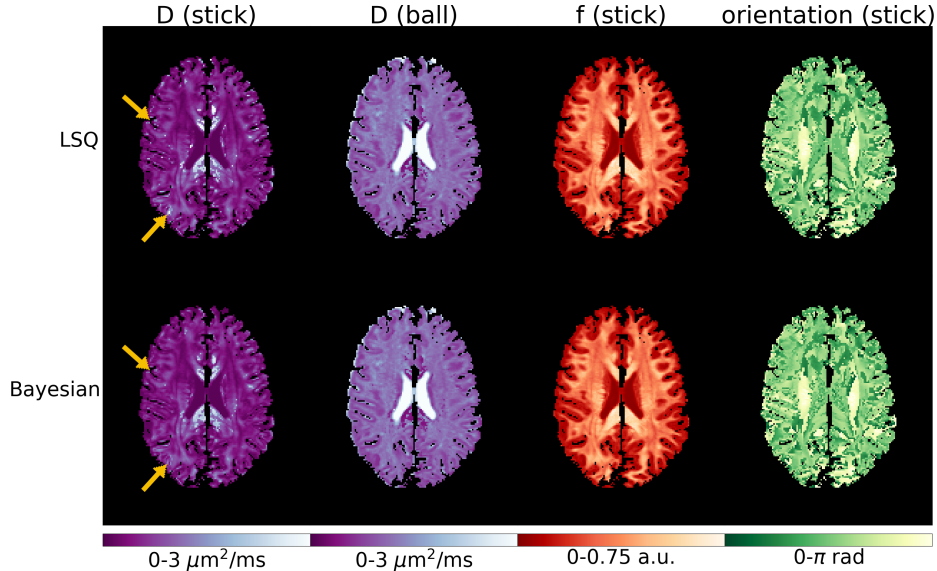 D (stick) D (ball) f (stick) orientation (stick)
LSQ
Bayesian
0-3 μm²/ms 0-3 μm²/ms 0-0.75 a.u. 0-π rad